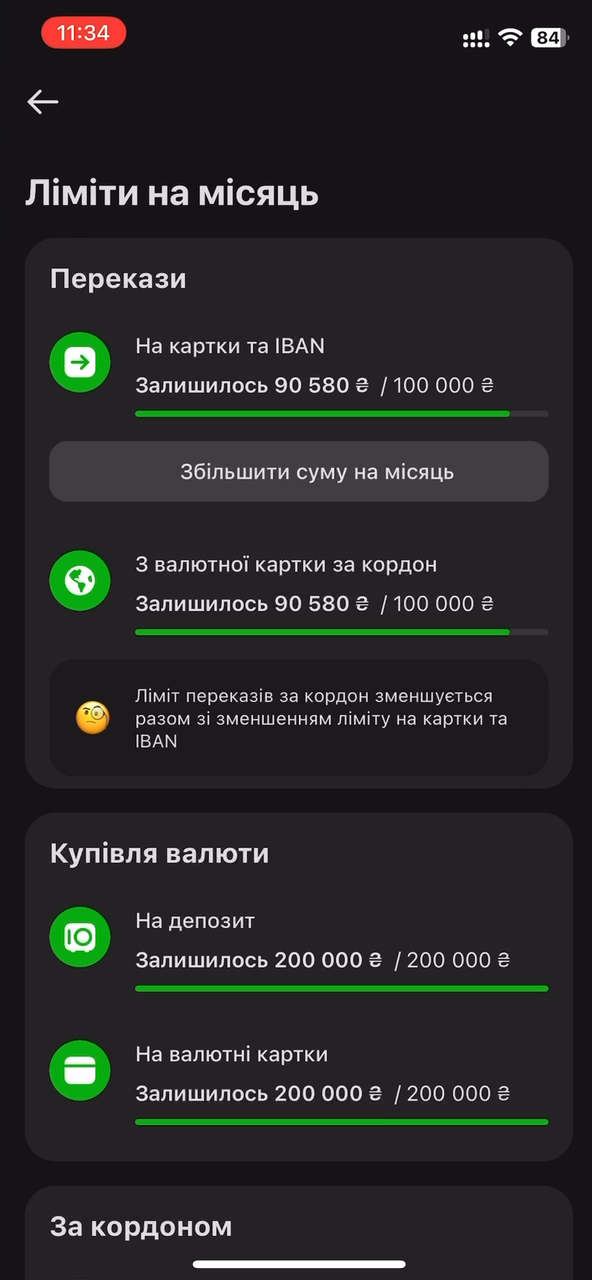 11:34
84
Ліміти на місяць
Перекази
На картки та IBAN
Залишилось 90 580 ₴ / 100 000 ₴
Збільшити суму на місяць
З валютної картки за кордон
Залишилось 90 580 ₴ / 100 000 ₴
Ліміт переказів за кордон зменшується
разом зі зменшенням ліміту на картки та
IBAN
Купівля валюти
На депозит
Залишилось 200 000 ₴ / 200 000 ₴
На валютні картки
Залишилось 200 000 ₴ / 200 000 ₴
За кордоном